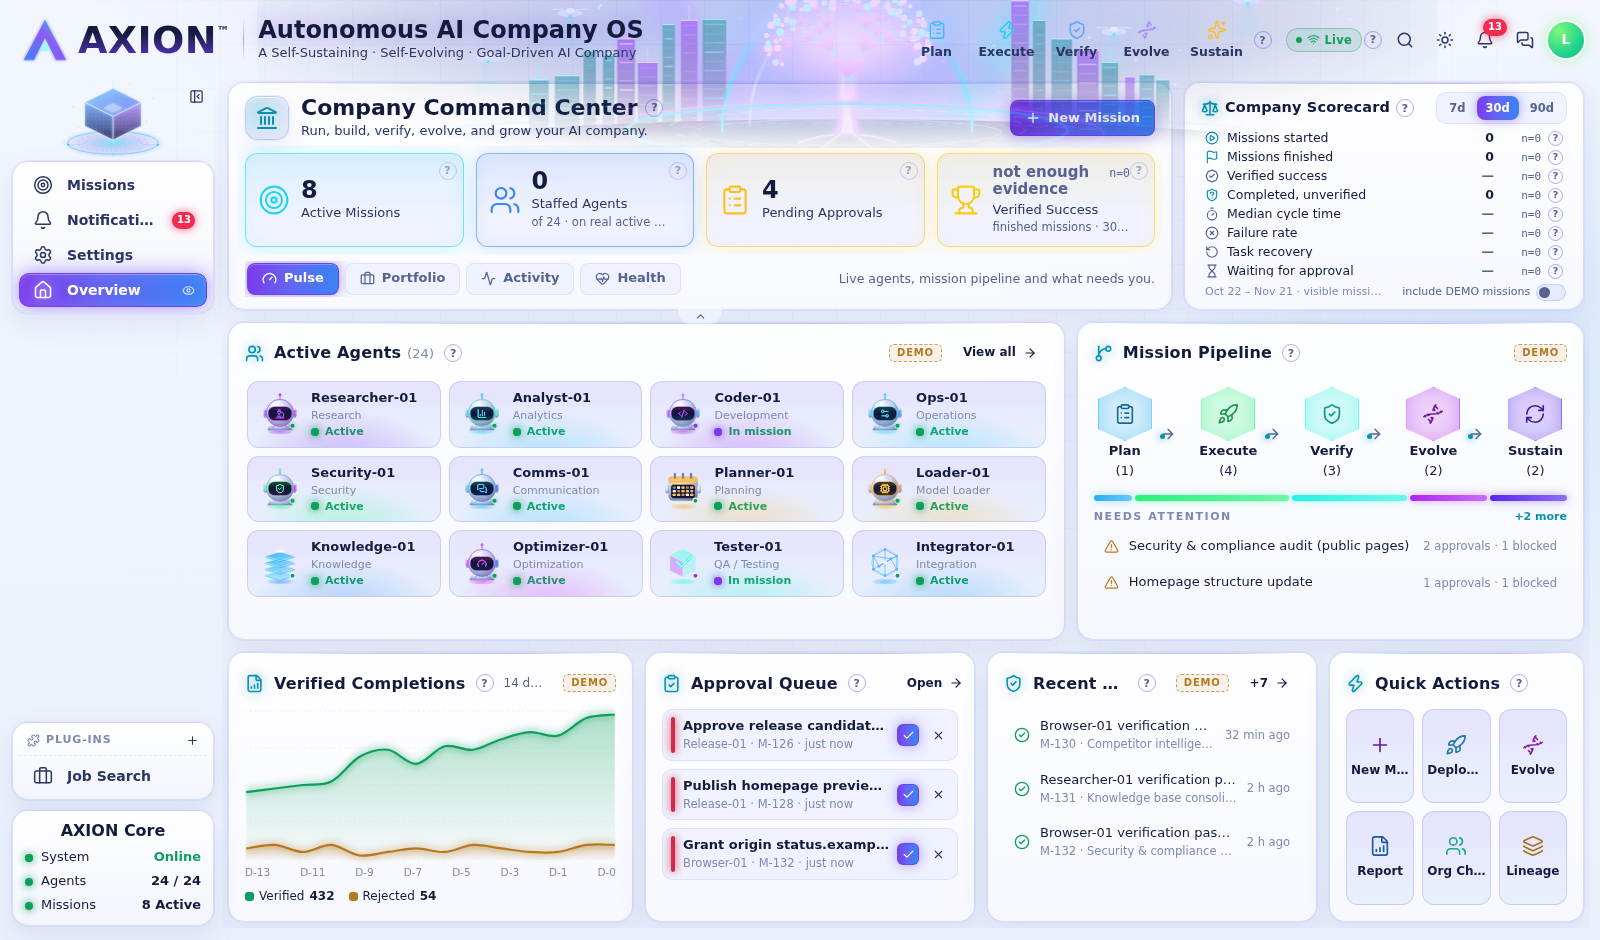 AXION™
Autonomous AI Company OS
A Self-Sustaining · Self-Evolving · Goal-Driven AI Company
Plan
Execute
Verify
Evolve
Sustain
?
Live
?
13
L
Missions
Notificati...
13
Settings
Overview
PLUG-INS
+
Job Search
AXION Core
System Online
Agents 24 / 24
Missions 8 Active
Company Command Center ?
Run, build, verify, evolve, and grow your AI company.
+ New Mission
8
Active Missions
?
0
Staffed Agents
of 24 · on real active ...
?
4
Pending Approvals
?
not enough evidence
n=0 ?
Verified Success
finished missions · 30...
Pulse
Portfolio
Activity
Health
Live agents, mission pipeline and what needs you.
Company Scorecard ?
7d 30d 90d
Missions started 0 n=0 ?
Missions finished 0 n=0 ?
Verified success — n=0 ?
Completed, unverified 0 n=0 ?
Median cycle time — n=0 ?
Failure rate — n=0 ?
Task recovery — n=0 ?
Waiting for approval — n=0 ?
Oct 22 – Nov 21 · visible missi... include DEMO missions
Active Agents (24) ?
DEMO
View all →
Researcher-01
Research
Active
Analyst-01
Analytics
Active
Coder-01
Development
In mission
Ops-01
Operations
Active
Security-01
Security
Active
Comms-01
Communication
Active
Planner-01
Planning
Active
Loader-01
Model Loader
Active
Knowledge-01
Knowledge
Active
Optimizer-01
Optimization
Active
Tester-01
QA / Testing
In mission
Integrator-01
Integration
Active
Mission Pipeline ?
DEMO
Plan
(1)
Execute
(4)
Verify
(3)
Evolve
(2)
Sustain
(2)
NEEDS ATTENTION +2 more
Security & compliance audit (public pages) 2 approvals · 1 blocked
Homepage structure update 1 approvals · 1 blocked
Verified Completions ? 14 d... DEMO
D-13 D-11 D-9 D-7 D-5 D-3 D-1 D-0
Verified 432 Rejected 54
Approval Queue ? Open →
Approve release candidat...
Release-01 · M-126 · just now
Publish homepage previe...
Release-01 · M-128 · just now
Grant origin status.examp...
Browser-01 · M-132 · just now
Recent ... ? DEMO +7 →
Browser-01 verification ...
M-130 · Competitor intellige...
32 min ago
Researcher-01 verification p...
M-131 · Knowledge base consoli...
2 h ago
Browser-01 verification pas...
M-132 · Security & compliance ...
2 h ago
Quick Actions ?
New M...
Deplo...
Evolve
Report
Org Ch...
Lineage